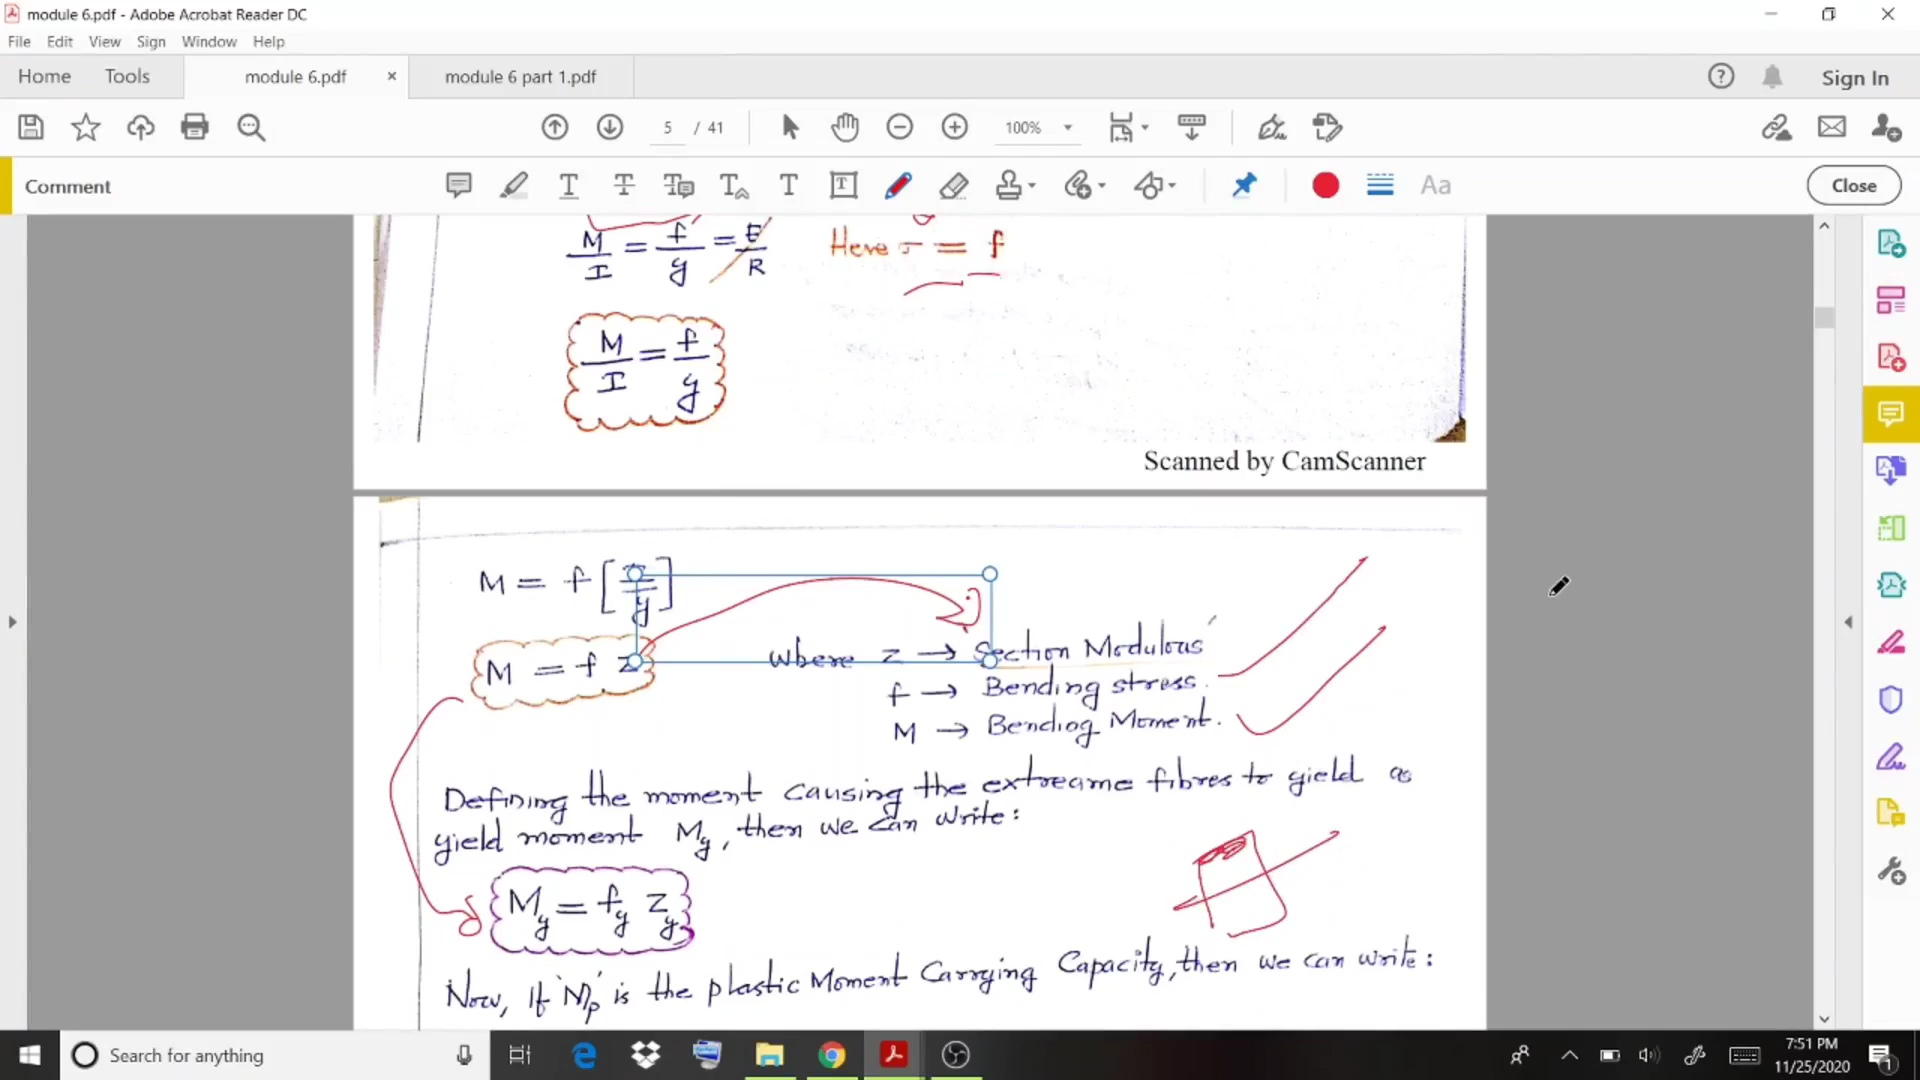 module 6.pdf - Adobe Acrobat Reader DC
File Edit View Sign Window Help
Home Tools module 6.pdf × module 6 part 1.pdf Sign In
5 / 41 100%
Comment Close
M/I = f/y = E/R Here σ = f
M/I = f/y
Scanned by CamScanner
M = f [I/y]
M = f z where z → Section Modulous
f → Bending stress.
M → Bending Moment.
Defining the moment causing the extreame fibres to yield as
yield moment My, then we can write:
My = fy Zy
Now, If 'Mp' is the plastic Moment Carrying Capacity, then we can write:
Search for anything
7:51 PM
11/25/2020